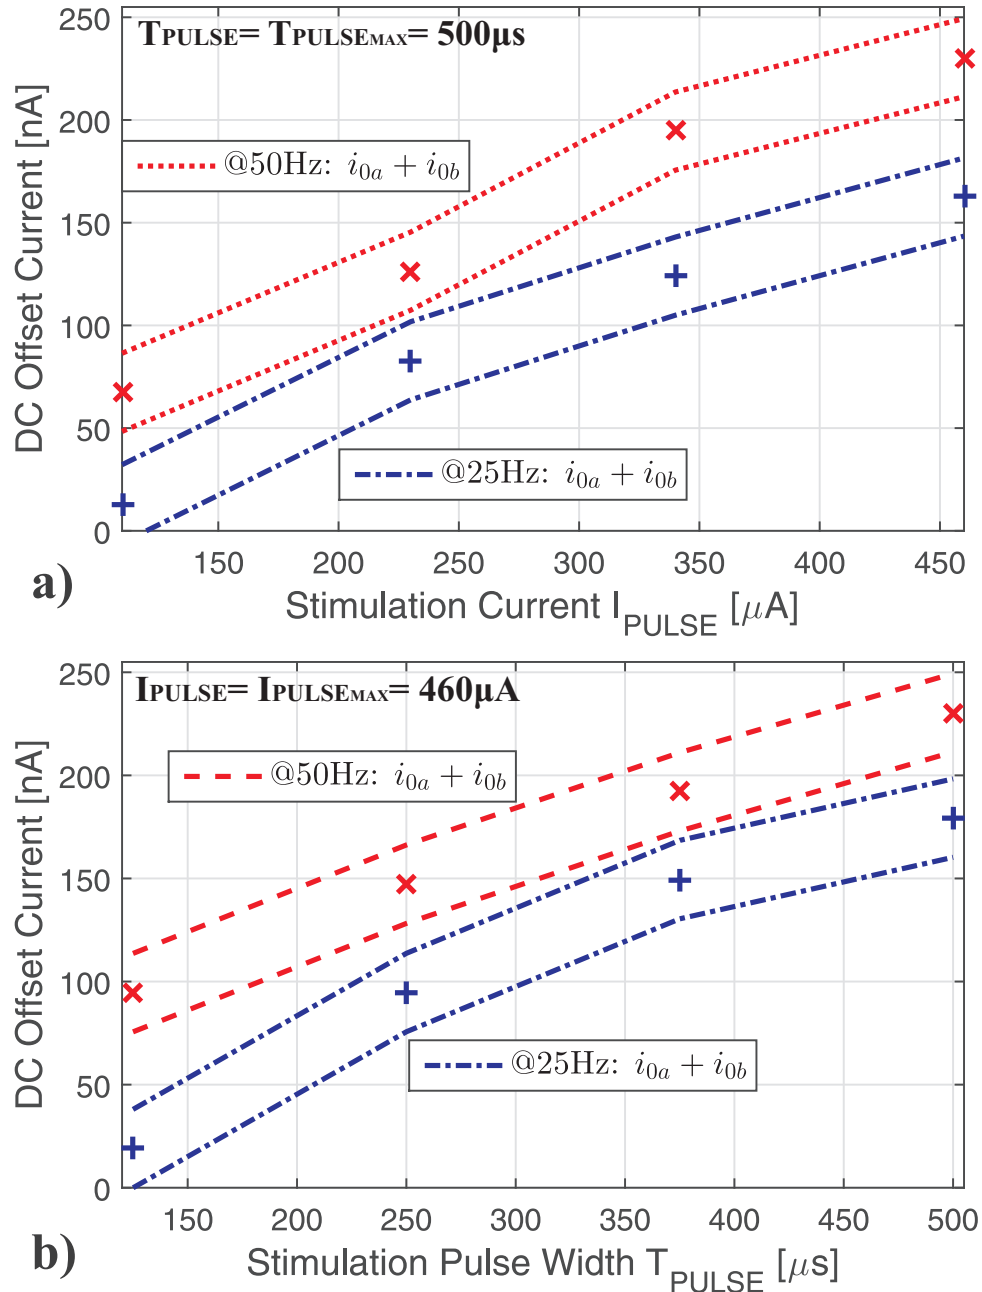 TPULSE= TPULSEMAX= 500µs
250
200
150
100
50
0
DC Offset Current [nA]
@50Hz: i0a + i0b
@25Hz: i0a + i0b
150 200 250 300 350 400 450
a)
Stimulation Current IPULSE [μA]
IPULSE= IPULSEMAX= 460µA
250
200
150
100
50
0
DC Offset Current [nA]
@50Hz: i0a + i0b
@25Hz: i0a + i0b
150 200 250 300 350 400 450 500
b)
Stimulation Pulse Width TPULSE [μs]